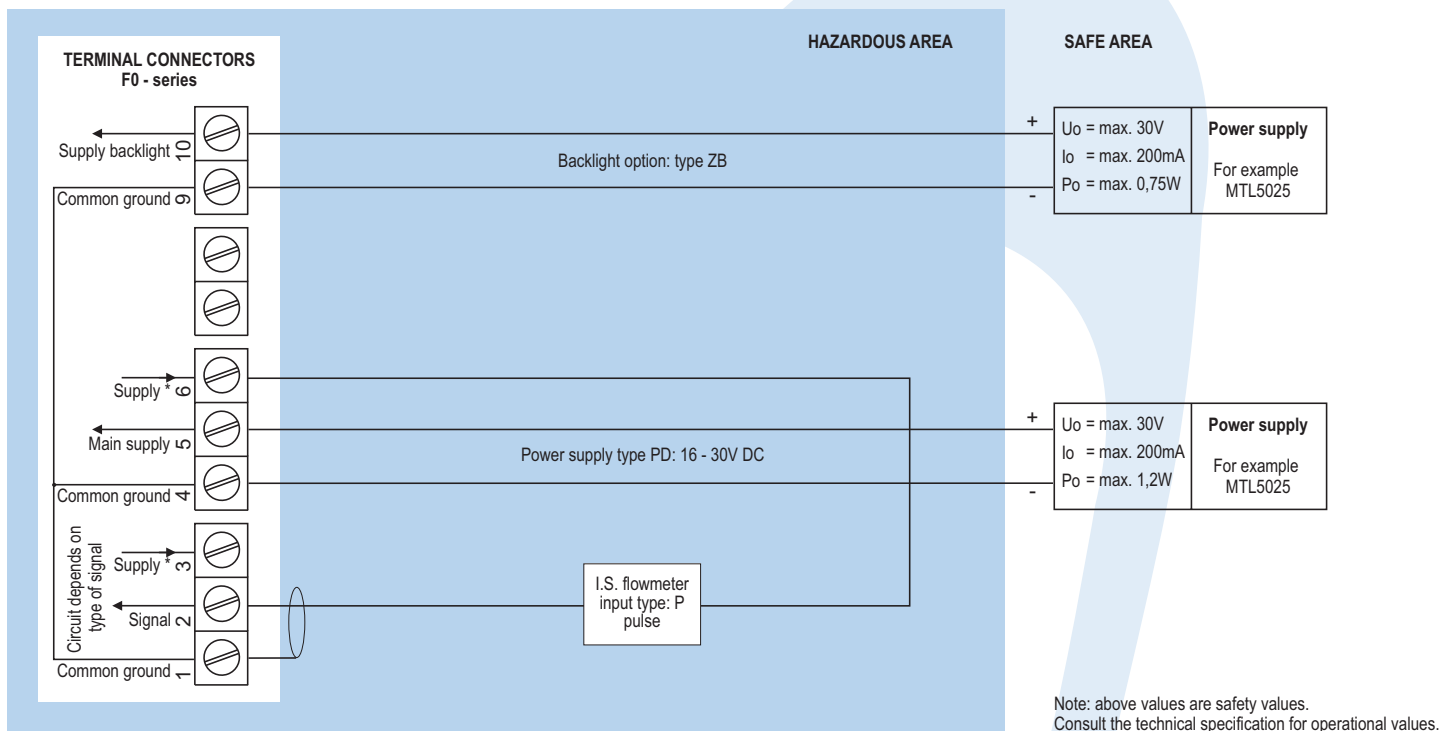 HAZARDOUS AREA
SAFE AREA
TERMINAL CONNECTORS
F0 - series
Supply backlight
10
Common ground
9
Backlight option: type ZB
+
-
Uo = max. 30V
Io = max. 200mA
Po = max. 0,75W
Power supply
For example
MTL5025
Supply *
6
Main supply
5
Common ground
4
Power supply type PD: 16 - 30V DC
+
-
Uo = max. 30V
Io = max. 200mA
Po = max. 1,2W
Power supply
For example
MTL5025
Circuit depends on
type of signal
Supply *
3
Signal
2
Common ground
1
I.S. flowmeter
input type: P
pulse
Note: above values are safety values.
Consult the technical specification for operational values.